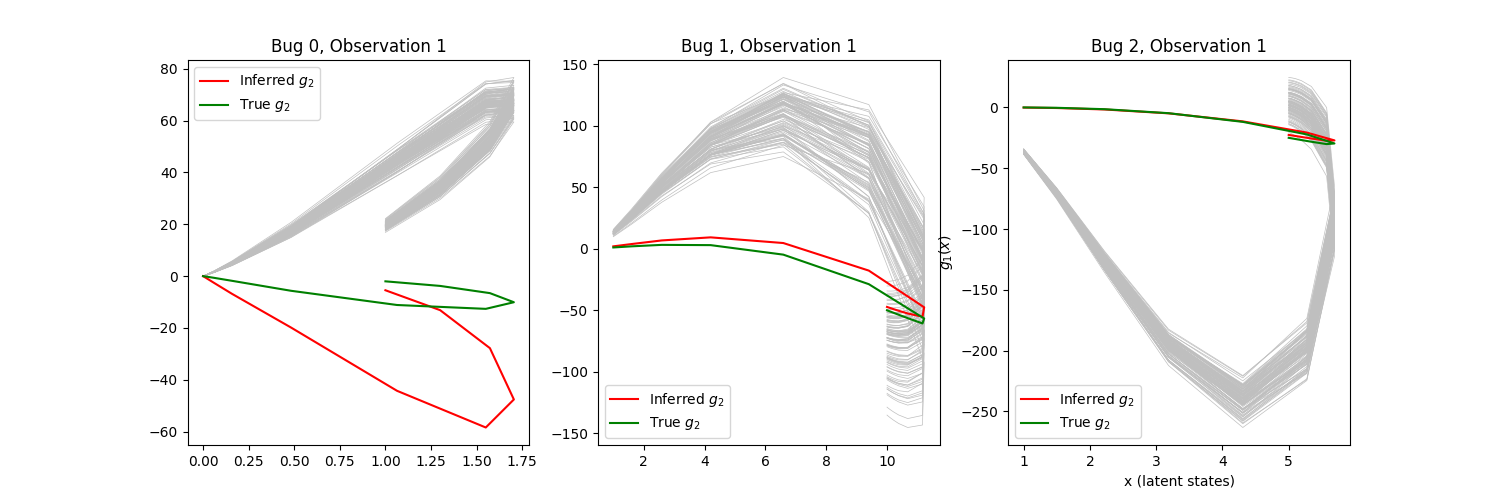 Bug 0, Observation 1
80
60
40
20
0
−20
−40
−60
0.00 0.25 0.50 0.75 1.00 1.25 1.50 1.75
Inferred g₂
True g₂
Bug 1, Observation 1
150
100
50
0
−50
−100
−150
2 4 6 8 10
Inferred g₂
True g₂
Bug 2, Observation 1
g₁(x)
0
−50
−100
−150
−200
−250
1 2 3 4 5
x (latent states)
Inferred g₂
True g₂